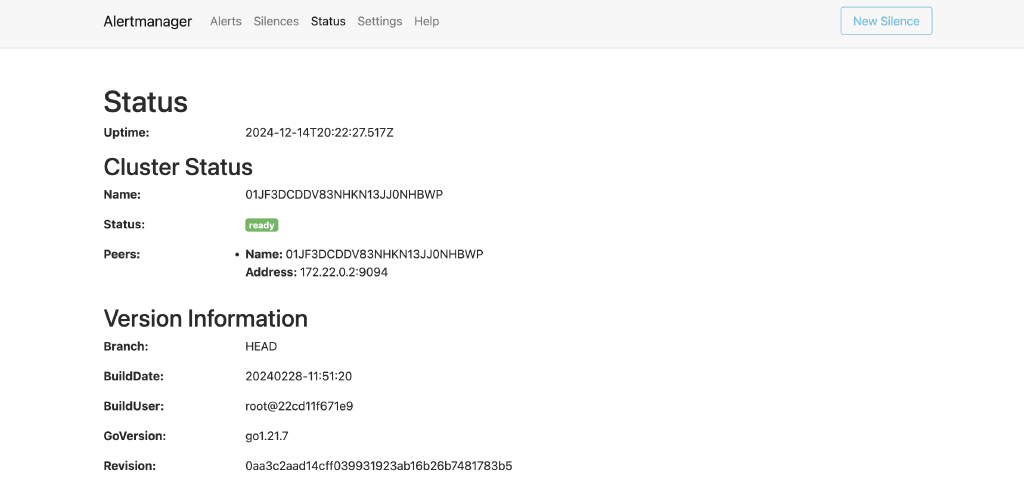 Alertmanager Alerts Silences Status Settings Help New Silence
Status
Uptime: 2024-12-14T20:22:27.517Z
Cluster Status
Name: 01JF3DCDDV83NHKN13JJ0NHBWP
Status: ready
Peers: • Name: 01JF3DCDDV83NHKN13JJ0NHBWP
Address: 172.22.0.2:9094
Version Information
Branch: HEAD
BuildDate: 20240228-11:51:20
BuildUser: root@22cd11f671e9
GoVersion: go1.21.7
Revision: 0aa3c2aad14cff039931923ab16b26b7481783b5